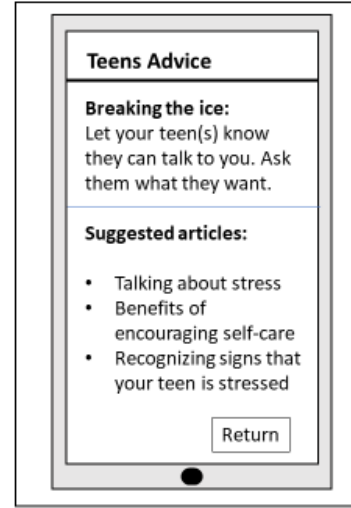 Teens Advice
Breaking the ice:
Let your teen(s) know
they can talk to you. Ask
them what they want.
Suggested articles:
• Talking about stress
• Benefits of
encouraging self-care
• Recognizing signs that
your teen is stressed
Return